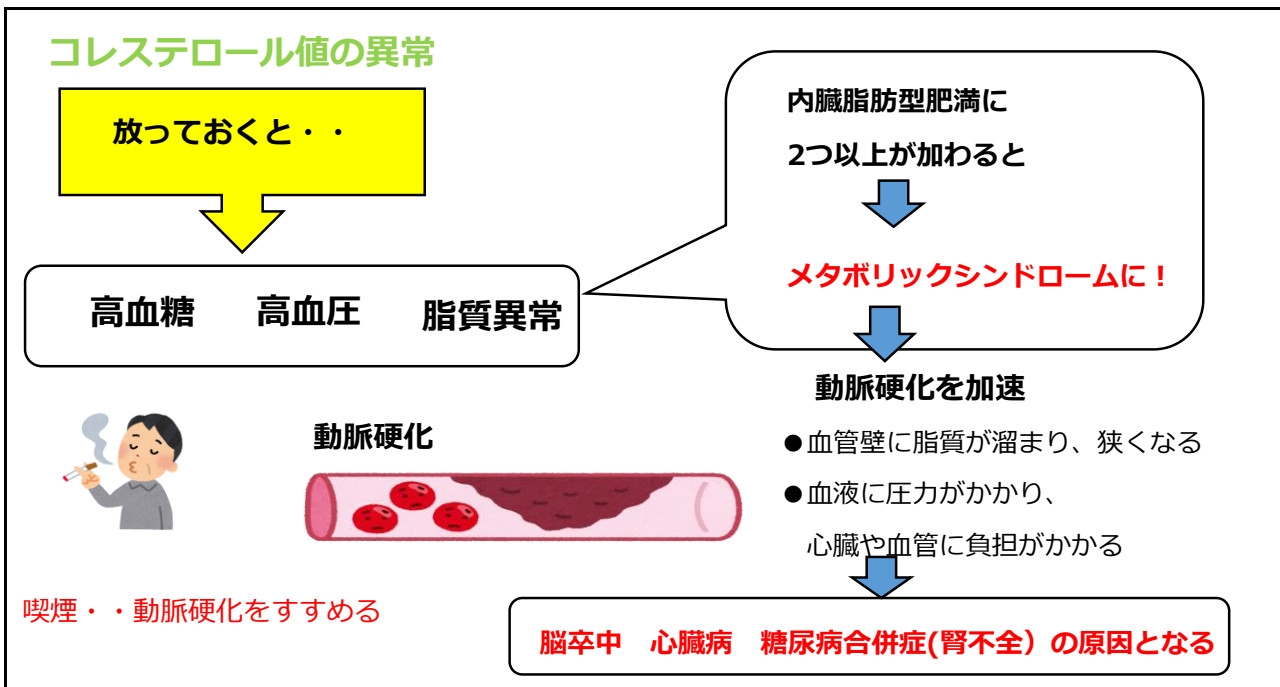 コレステロール値の異常
放っておくと・・
高血糖 高血圧 脂質異常
内臓脂肪型肥満に
2つ以上が加わると
メタボリックシンドロームに！
動脈硬化を加速
●血管壁に脂質が溜まり、狭くなる
●血液に圧力がかかり、
心臓や血管に負担がかかる
動脈硬化
喫煙・・動脈硬化をすすめる
脳卒中 心臓病 糖尿病合併症(腎不全）の原因となる